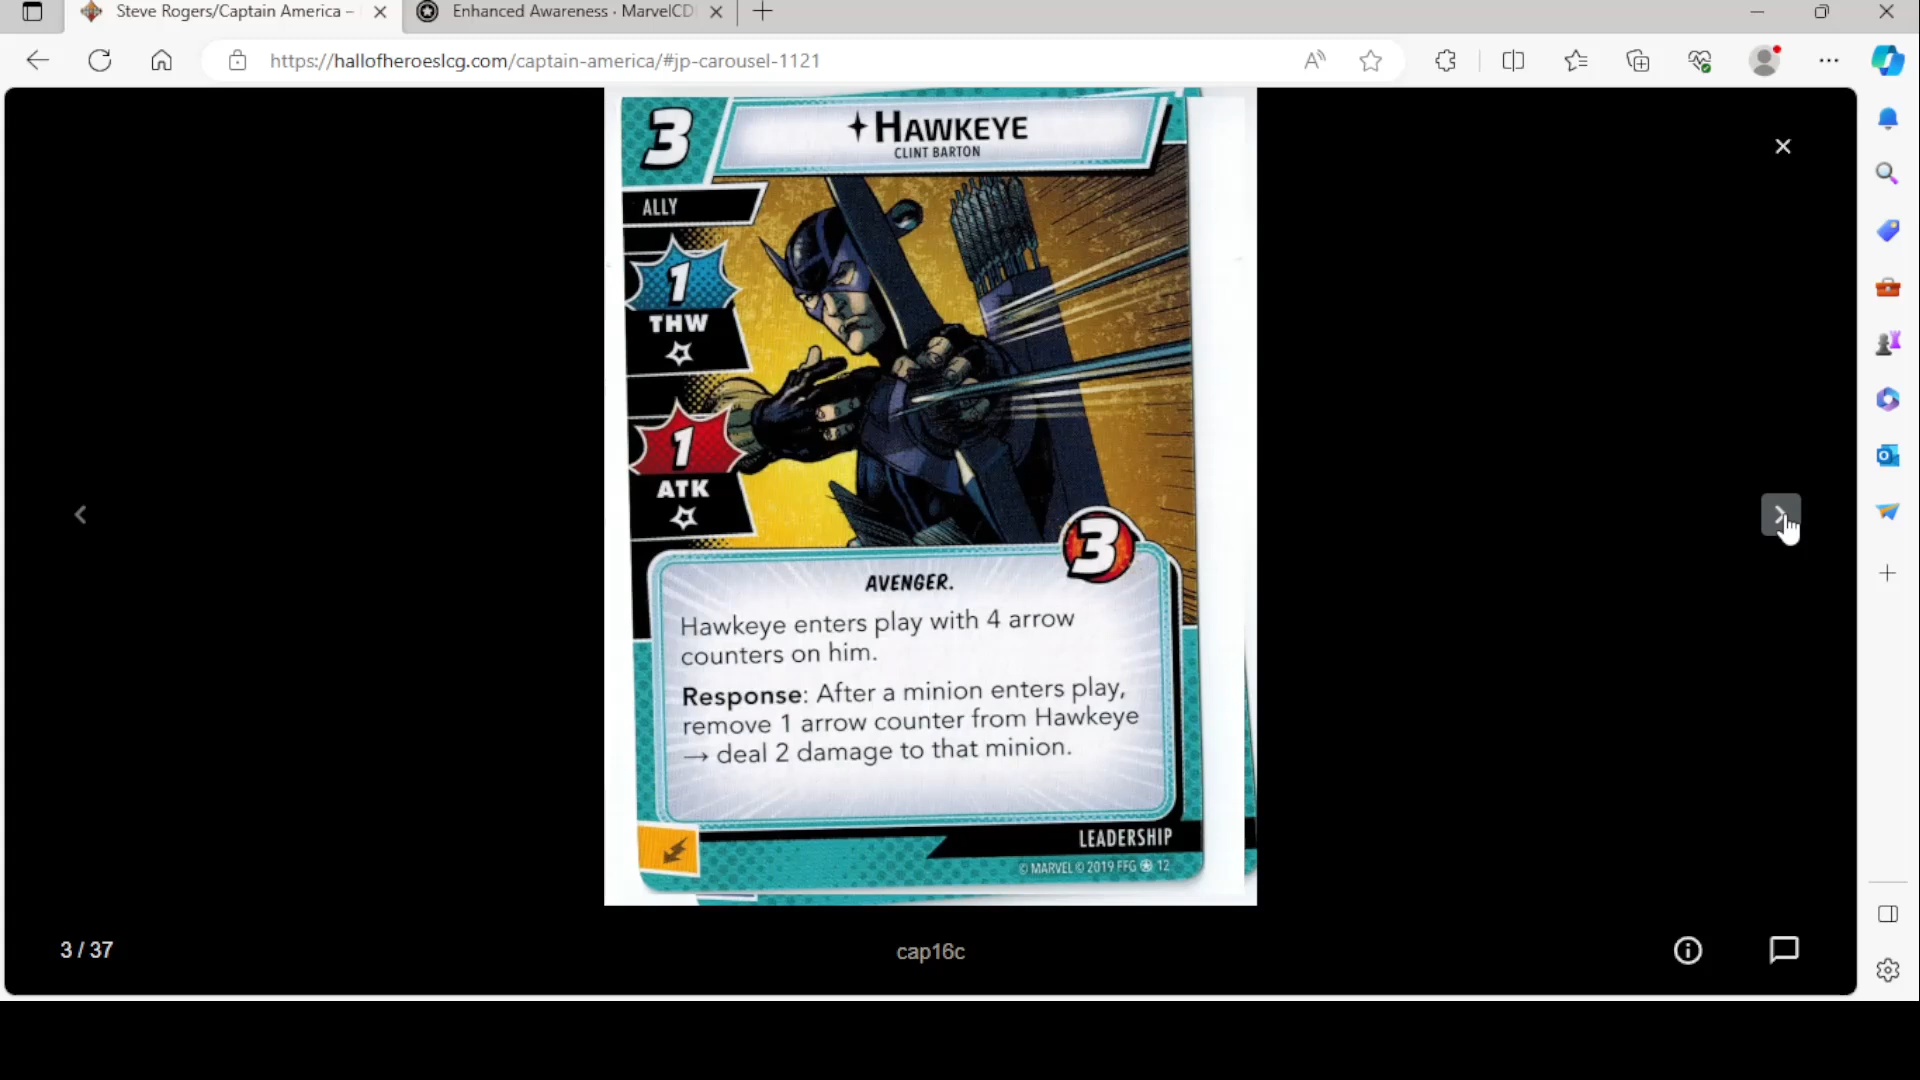 Steve Rogers/Captain America –
Enhanced Awareness · MarvelCD
https://hallofheroeslcg.com/captain-america/#jp-carousel-1121
3
HAWKEYE
CLINT BARTON
ALLY
1
THW
1
ATK
3
AVENGER.
Hawkeye enters play with 4 arrow
counters on him.
Response: After a minion enters play,
remove 1 arrow counter from Hawkeye
→ deal 2 damage to that minion.
LEADERSHIP
© MARVEL © 2019 FFG 12
3 / 37
cap16c